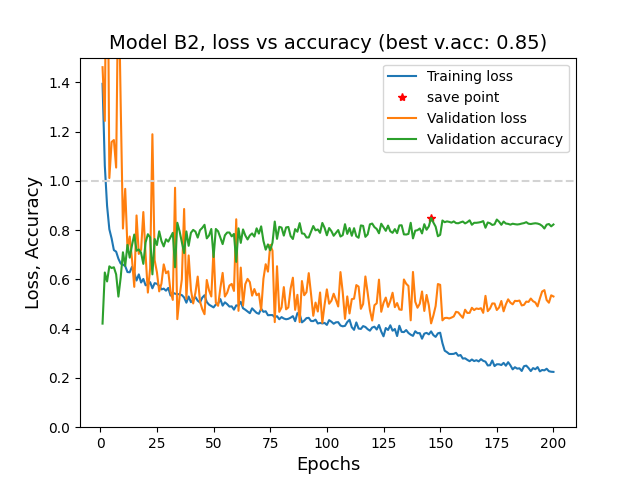 Model B2, loss vs accuracy (best v.acc: 0.85)
Training loss
save point
Validation loss
Validation accuracy
Loss, Accuracy
1.4
1.2
1.0
0.8
0.6
0.4
0.2
0.0
0 25 50 75 100 125 150 175 200
Epochs